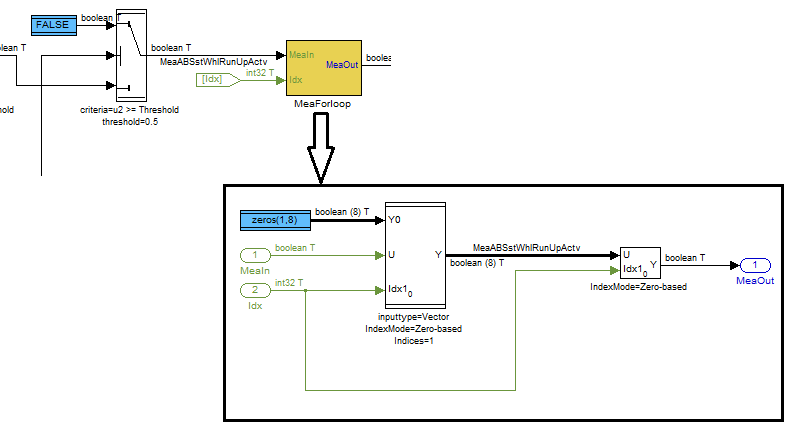 FALSE
boolean T
lean T
boolean T
MeaABSstWhlRunUpActv
[Idx]
int32 T
MeaIn
Idx
MeaOut
boolea
MeaForloop
old
criteria=u2 >= Threshold
threshold=0.5
zeros(1,8)
boolean (8) T
Y0
1
MeaIn
boolean T
U
Y
2
Idx
int32 T
Idx1 0
inputtype=Vector
IndexMode=Zero-based
Indices=1
MeaABSstWhlRunUpActv
boolean (8) T
U
Idx1 0
Y
IndexMode=Zero-based
boolean T
1
MeaOut